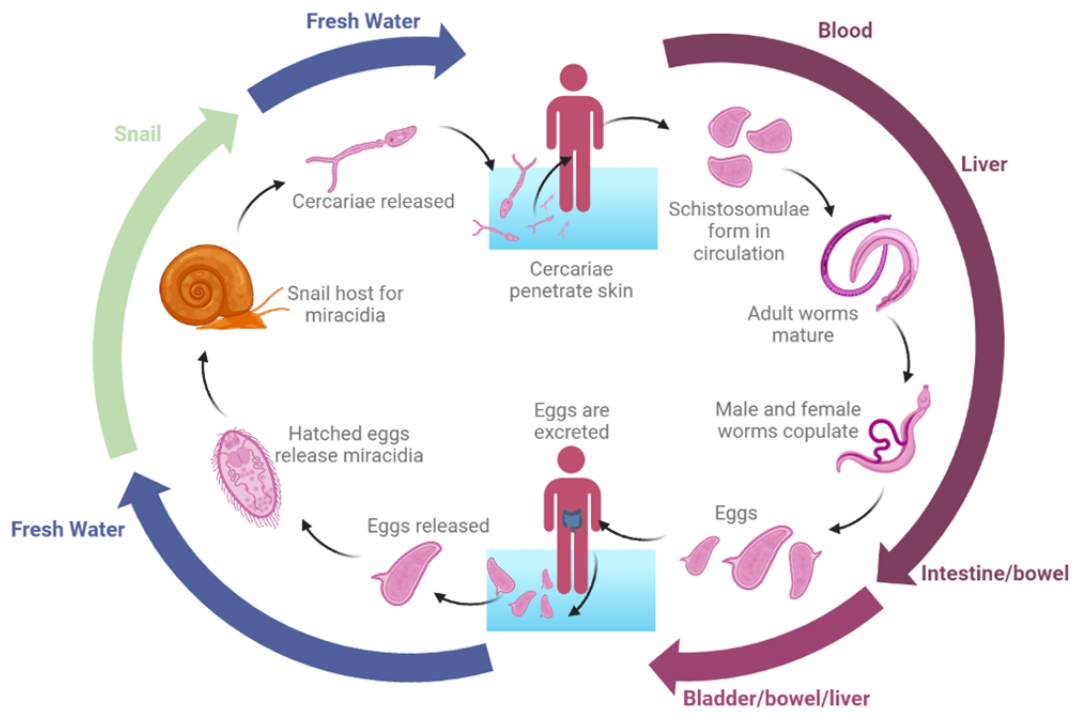 Fresh Water
Blood
Snail
Liver
Cercariae released
Cercariae
penetrate skin
Schistosomulae
form in
circulation
Snail host for
miracidia
Adult worms
mature
Male and female
worms copulate
Eggs are
excreted
Hatched eggs
release miracidia
Eggs
Eggs released
Fresh Water
Intestine/bowel
Bladder/bowel/liver